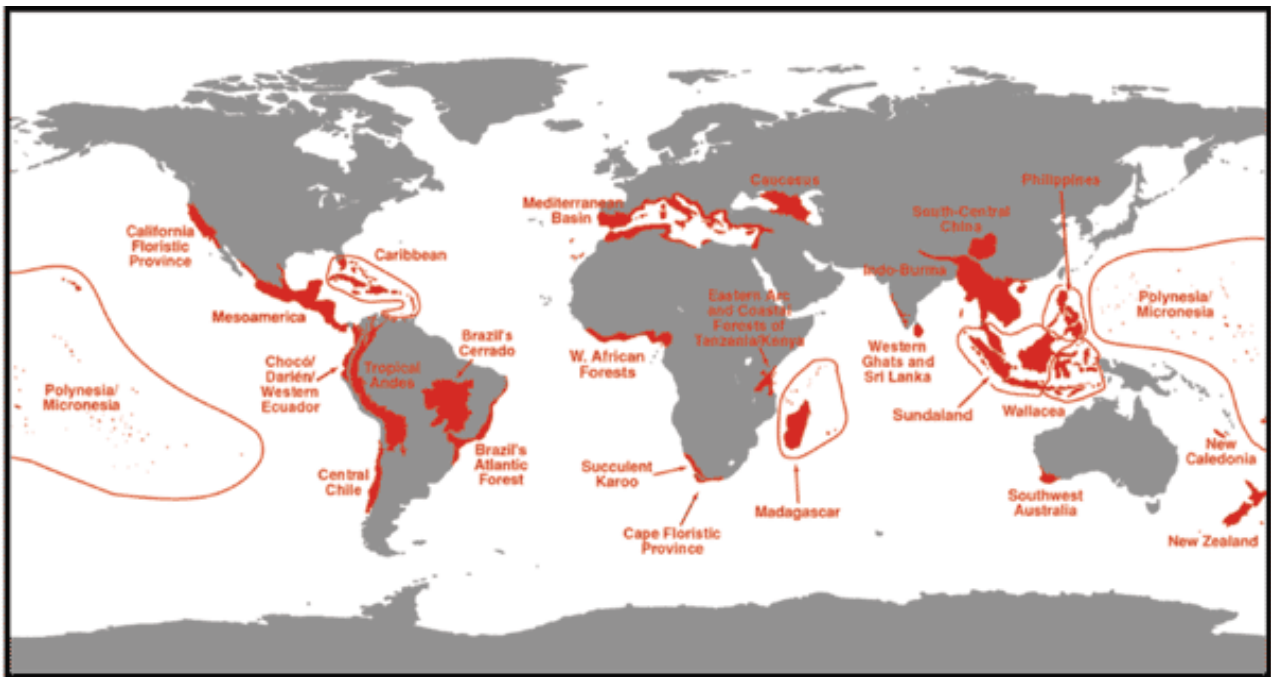 California
Floristic
Province
Caribbean
Mesoamerica
Polynesia/
Micronesia
Chocó/
Darién/
Western
Ecuador
Tropical
Andes
Brazil's
Cerrado
Central
Chile
Brazil's
Atlantic
Forest
Mediterranean
Basin
Caucasus
W. African
Forests
Eastern Arc
and Coastal
Forests of
Tanzania/Kenya
Succulent
Karoo
Cape Floristic
Province
Madagascar
Philippines
South-Central
China
Indo-Burma
Western
Ghats and
Sri Lanka
Sundaland
Wallacea
Polynesia/
Micronesia
New
Caledonia
Southwest
Australia
New Zealand